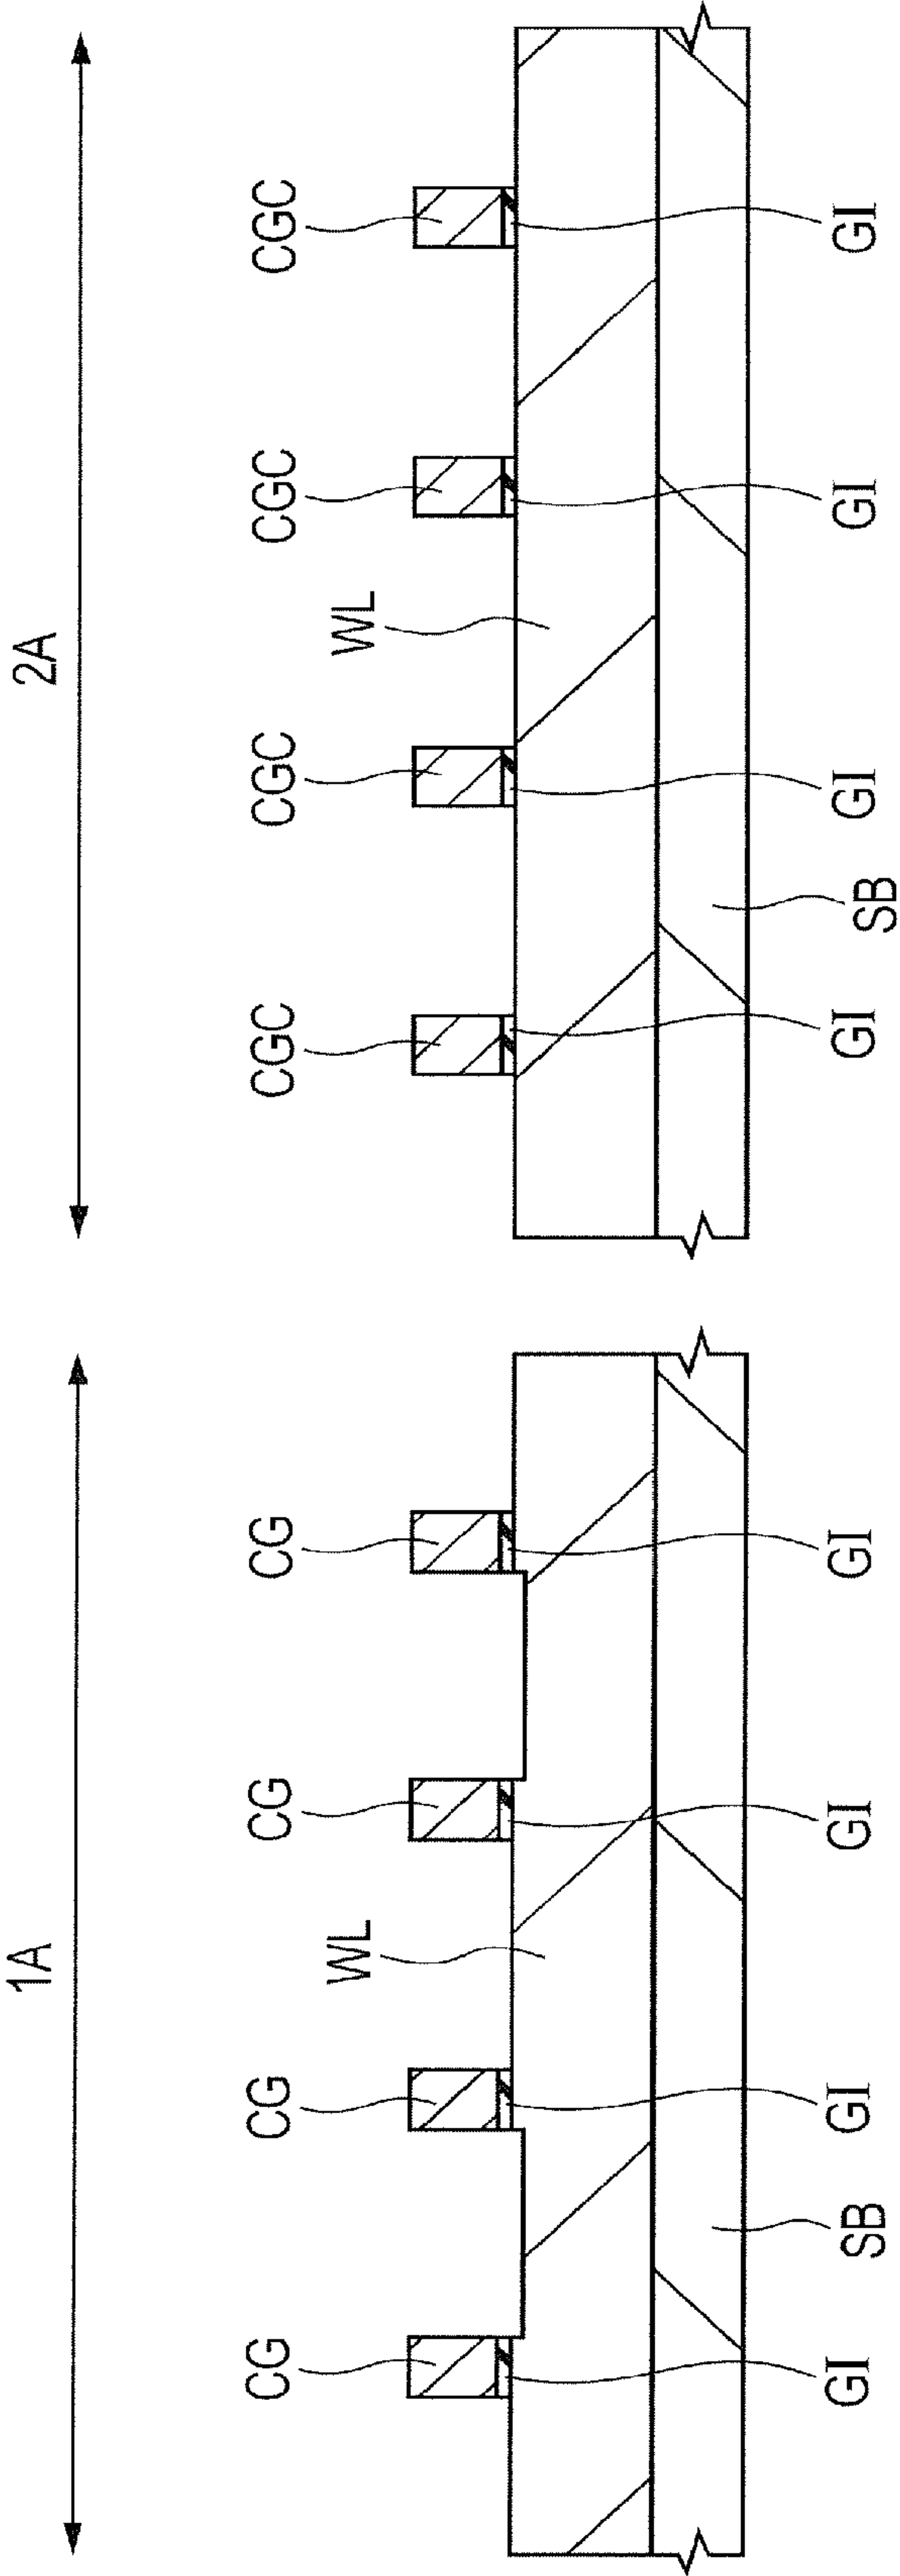 1A
2A
CG CG CG CG
CGC CGC CGC CGC
WL
WL
GI GI GI GI
GI GI GI GI
SB
SB